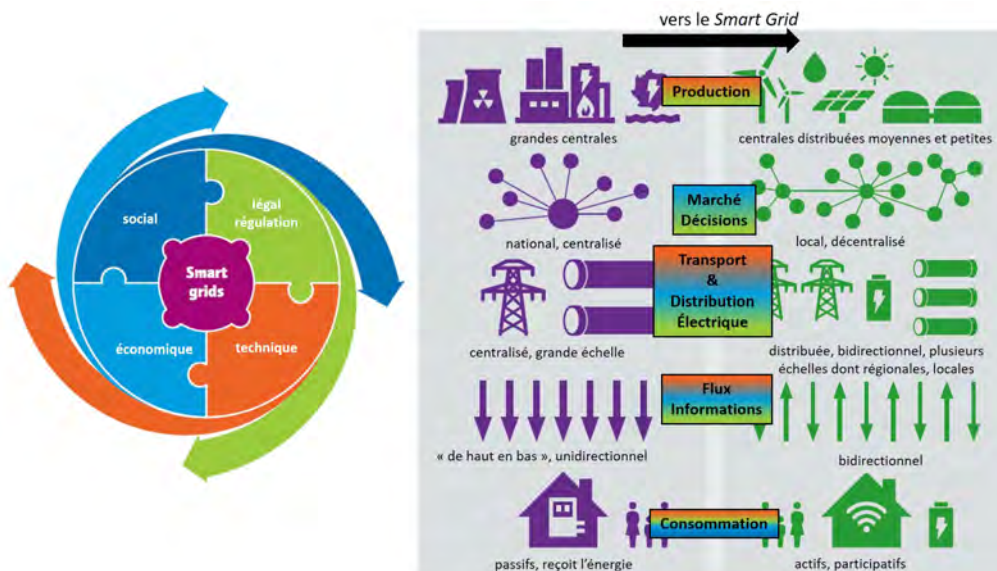 social
légal
régulation
Smart
grids
économique
technique
vers le Smart Grid
Production
grandes centrales
centrales distribuées moyennes et petites
Marché
Décisions
national, centralisé
local, décentralisé
Transport
&
Distribution
Électrique
centralisé, grande échelle
distribuée, bidirectionnel, plusieurs
échelles dont régionales, locales
Flux
Informations
« de haut en bas », unidirectionnel
bidirectionnel
Consommation
passifs, reçoit l'énergie
actifs, participatifs